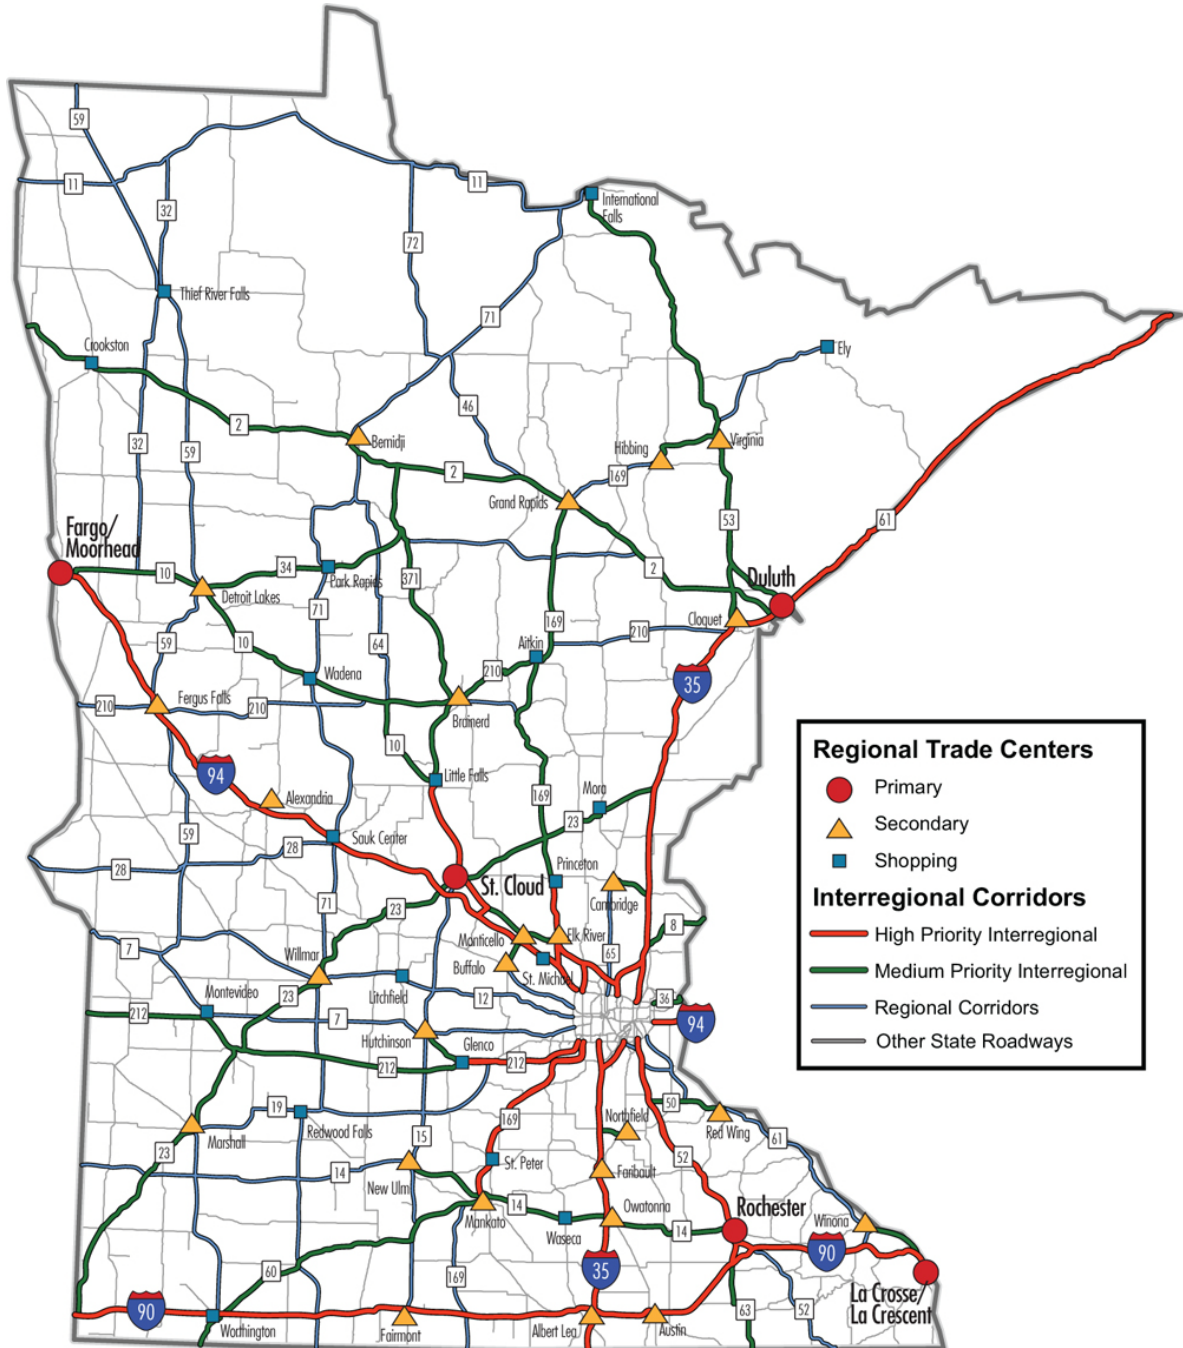 59
11
11
32
International
Falls
72
Thief River Falls
71
Crookston
Ely
46
2
32
59
Bemidji
Hibbing
Virginia
2
169
Grand Rapids
53
61
Fargo/
Moorhead
10
34
Park Rapids
371
2
Duluth
Detroit Lakes
71
169
Cloquet
59
10
64
Aitkin
210
210
Wadena
35
210
Fergus Falls
210
Brainerd
10
94
Little Falls
Alexandria
169
Mora
23
59
28
Sauk Center
28
Princeton
St. Cloud
71
23
Cambridge
8
7
Willmar
Monticello
Elk River
65
Buffalo
St. Michael
Montevideo
23
Litchfield
12
36
212
7
Hutchinson
Glenco
94
212
212
19
Redwood Falls
169
Northfield
50
Red Wing
Marshall
15
61
23
14
St. Peter
52
Faribault
New Ulm
Mankato
14
Owatonna
Rochester
Winona
Waseca
14
90
60
169
35
La Crosse/
La Crescent
90
Worthington
Fairmont
Albert Lea
Austin
63
52
Regional Trade Centers
Primary
Secondary
Shopping
Interregional Corridors
High Priority Interregional
Medium Priority Interregional
Regional Corridors
Other State Roadways